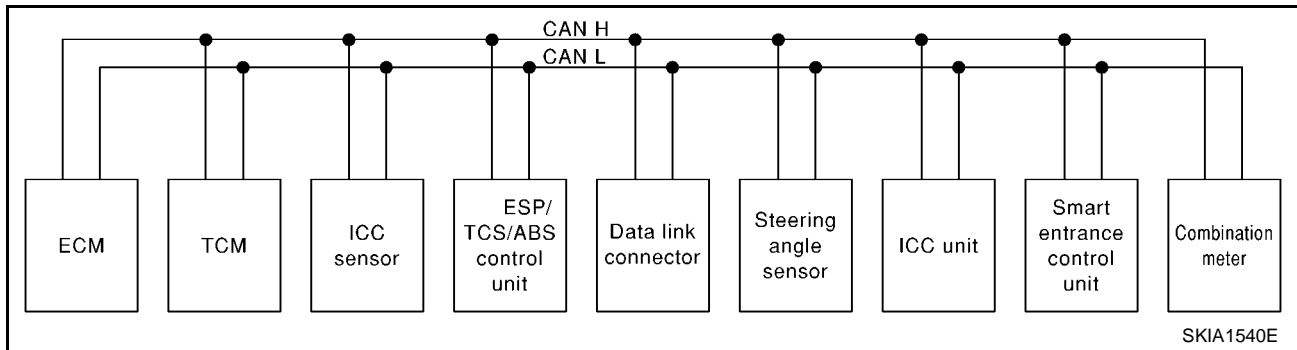 CAN H
CAN L
ECM
TCM
ICC
sensor
ESP/
TCS/ABS
control
unit
Data link
connector
Steering
angle
sensor
ICC unit
Smart
entrance
control
unit
Combination
meter
SKIA1540E